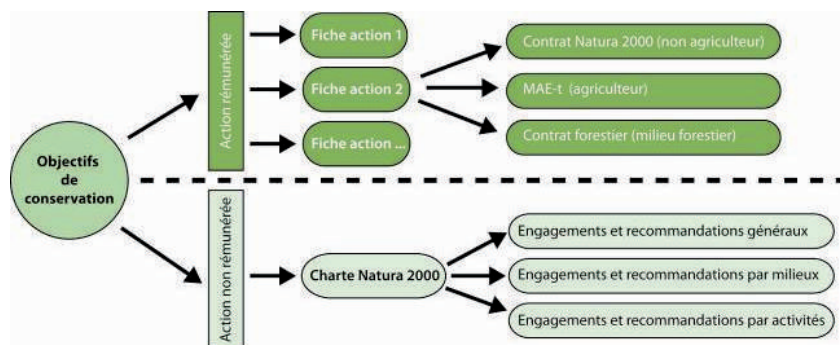 Objectifs
de
conservation
Action rémunérée
Fiche action 1
Fiche action 2
Fiche action ...
Contrat Natura 2000 (non agriculteur)
MAE-t (agriculteur)
Contrat forestier (milieu forestier)
Action non rémunérée
Charte Natura 2000
Engagements et recommandations généraux
Engagements et recommandations par milieux
Engagements et recommandations par activités